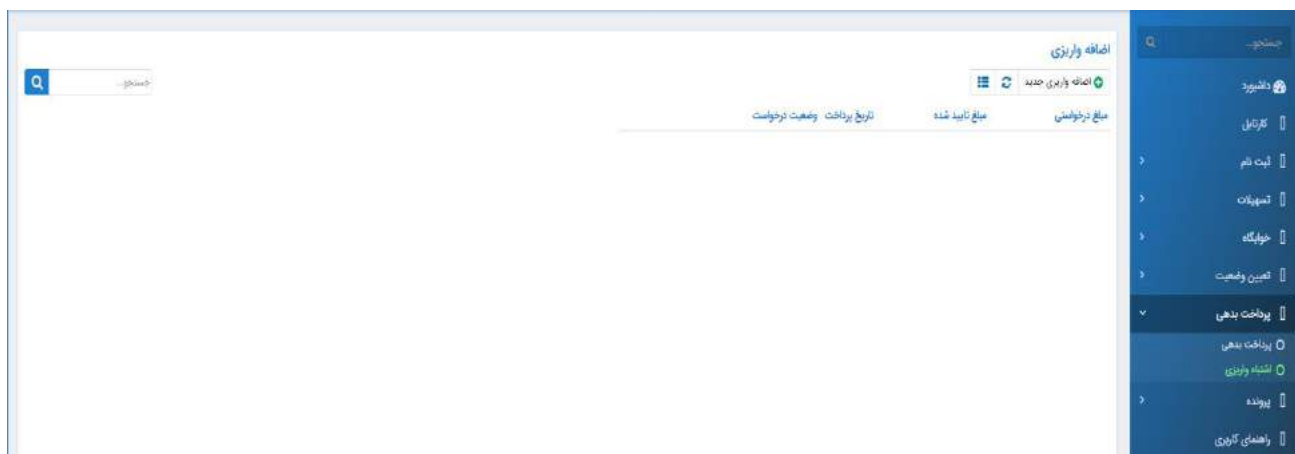 جستجو...
داشبورد
کارتابل
ثبت نام
تسهیلات
خوابگاه
تعیین وضعیت
پرداخت بدهی
پرداخت بدهی
اشتباه واریزی
پرونده
راهنمای کاربری
اضافه واریزی
اضافه واریزی جدید
جستجو...
مبلغ درخواستی مبلغ تایید شده تاریخ پرداخت وضعیت درخواست